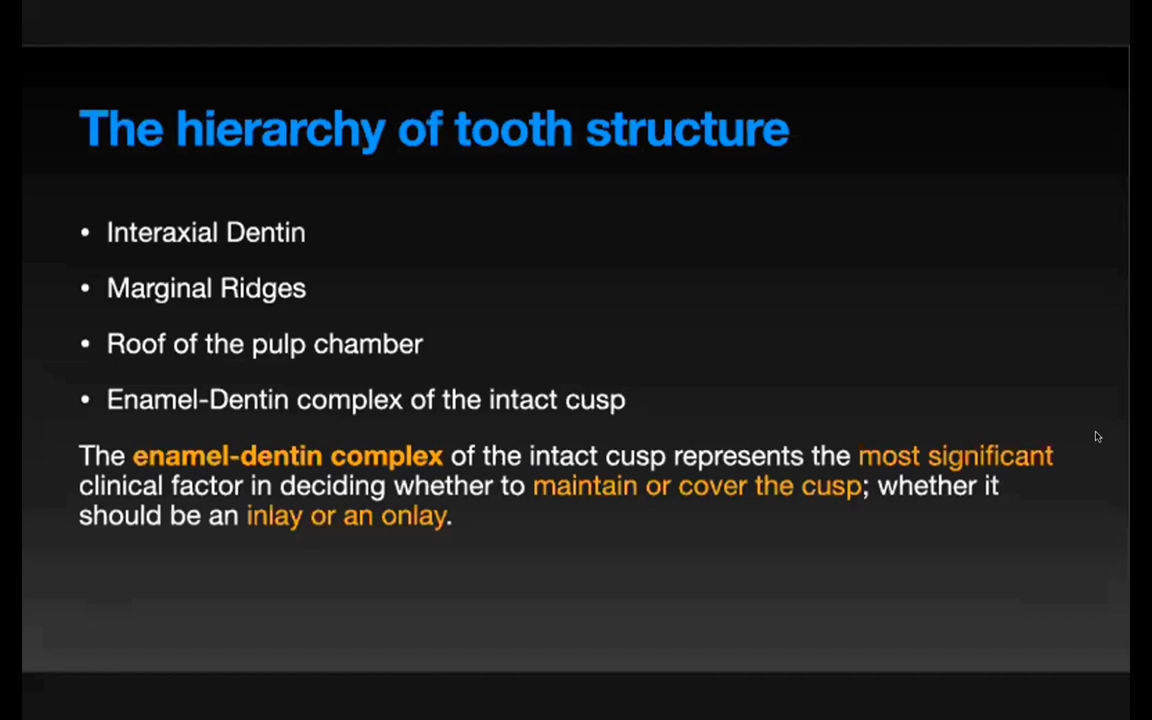 The hierarchy of tooth structure
• Interaxial Dentin
• Marginal Ridges
• Roof of the pulp chamber
• Enamel-Dentin complex of the intact cusp
The enamel-dentin complex of the intact cusp represents the most significant
clinical factor in deciding whether to maintain or cover the cusp; whether it
should be an inlay or an onlay.